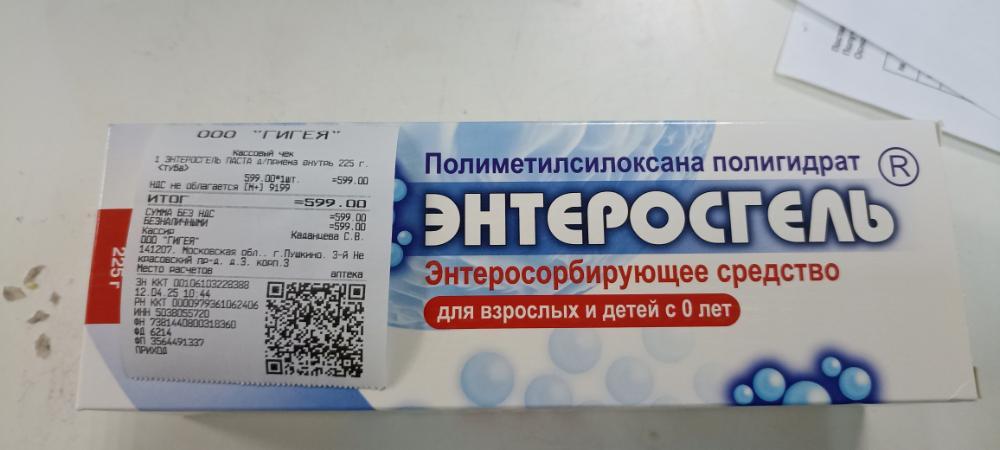 ООО "ГИГЕЯ"
Кассовый чек
1 ЭНТЕРОСГЕЛЬ ПАСТА д/приема внутрь 225 г.
<туба>
599.00*1шт. =599.00
НДС не облагается [М+] 9199
ИТОГ =599.00
СУММА БЕЗ НДС =599.00
БЕЗНАЛИЧНЫМИ =599.00
Кассир Каданцева С.В.
ООО "ГИГЕЯ"
141207, Московская обл., г.Пушкино, 3-й Не
красовский пр-д, д.3, корп.3
Место расчетов аптека
ЗН ККТ 00106103228388
12.04.25 10:44
РН ККТ 0000979361062406
ИНН 5038055720
ФН 7381440800318360
ФД 6214
ФП 3564491337
ПРИХОД
225 г
Полиметилсилоксана полигидрат ®
ЭНТЕРОСГЕЛЬ
Энтеросорбирующее средство
для взрослых и детей с 0 лет